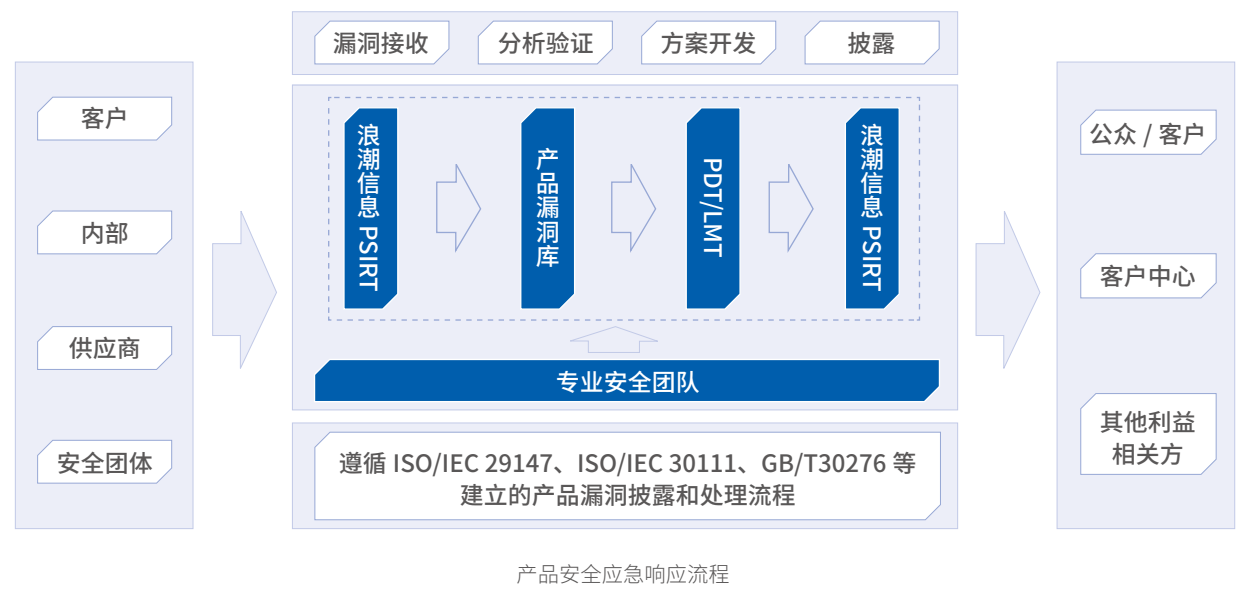 客户
内部
供应商
安全团体
漏洞接收
分析验证
方案开发
披露
浪潮信息 PSIRT
产品漏洞库
PDT/LMT
浪潮信息 PSIRT
专业安全团队
遵循 ISO/IEC 29147、ISO/IEC 30111、GB/T30276 等
建立的产品漏洞披露和处理流程
公众 / 客户
客户中心
其他利益
相关方
产品安全应急响应流程